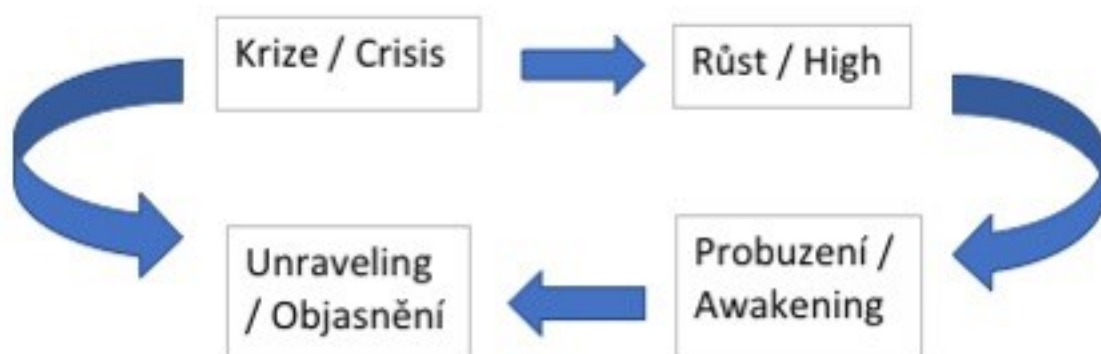 Krize / Crisis
Růst / High
Unraveling
/ Objasnění
Probuzení /
Awakening